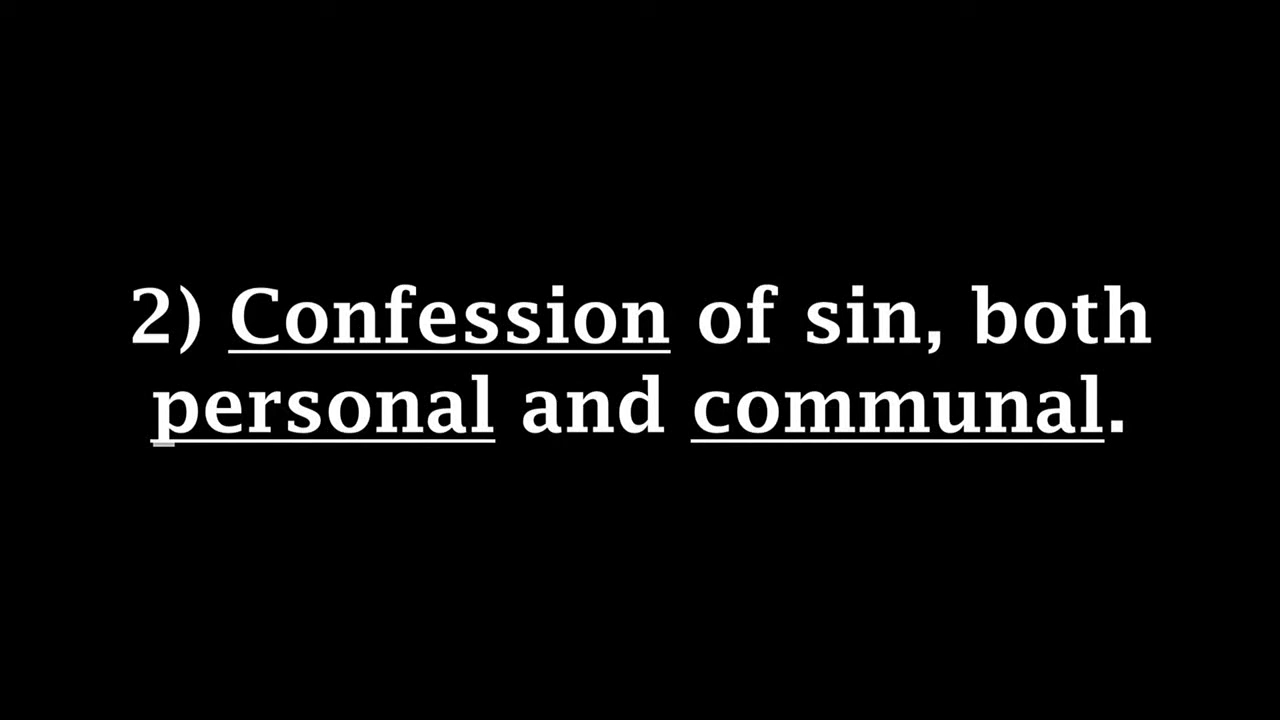 2) Confession of sin, both
personal and communal.